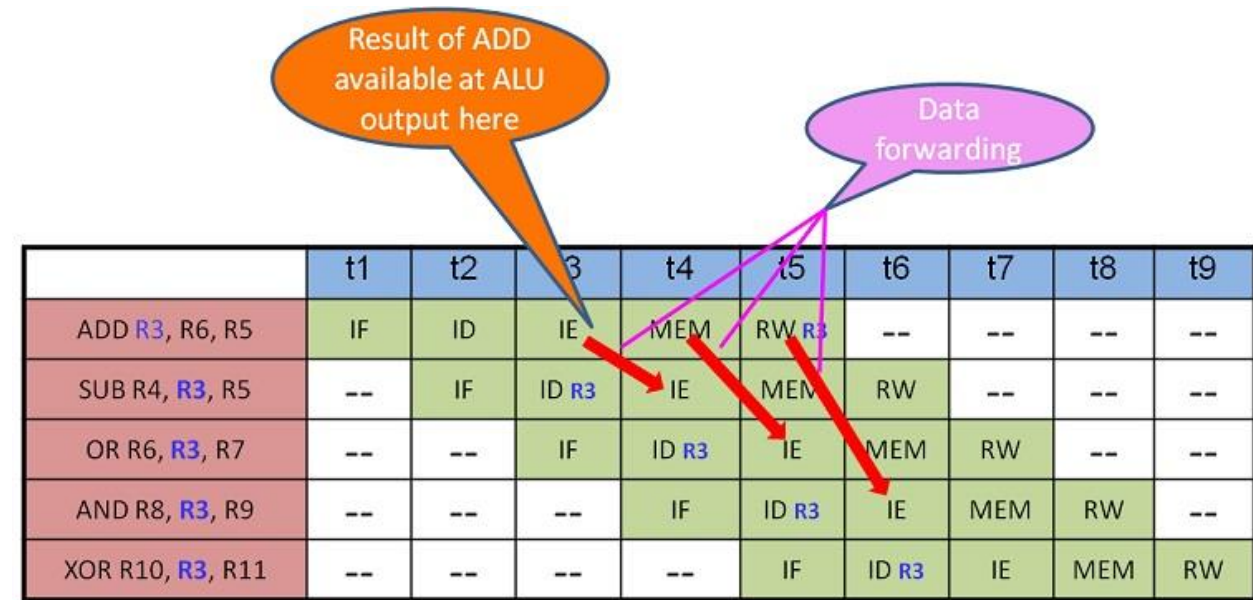 Result of ADD
available at ALU
output here
Data
forwarding
t1 t2 t3 t4 t5 t6 t7 t8 t9
ADD R3, R6, R5 IF ID IE MEM RW R3 -- -- -- --
SUB R4, R3, R5 -- IF ID R3 IE MEM RW -- -- --
OR R6, R3, R7 -- -- IF ID R3 IE MEM RW -- --
AND R8, R3, R9 -- -- -- IF ID R3 IE MEM RW --
XOR R10, R3, R11 -- -- -- -- IF ID R3 IE MEM RW